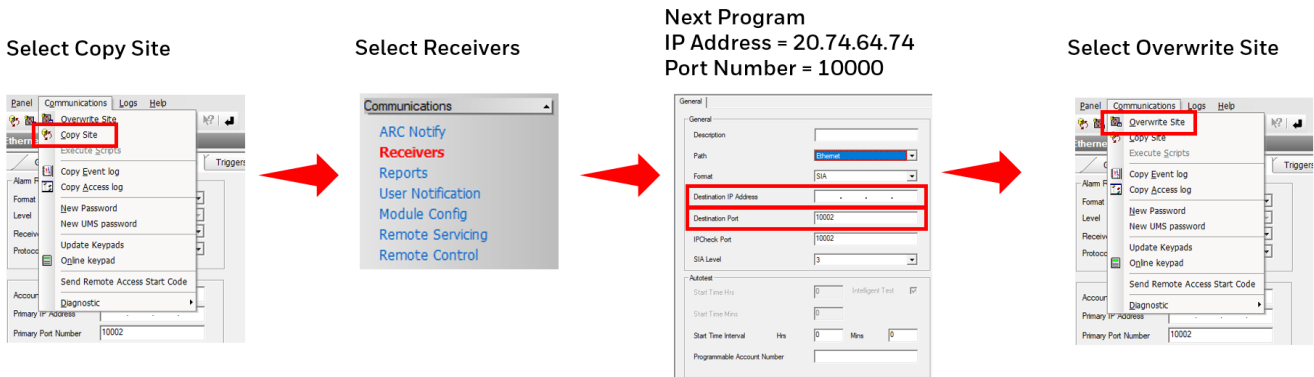 Select Copy Site
Panel Communications Logs Help
Overwrite Site
Copy Site
Execute Scripts
Triggers
Copy Event log
Copy Access log
New Password
New UMS password
Update Keypads
Online keypad
Send Remote Access Start Code
Diagnostic
Format
Level
Primary IP Address . . .
Primary Port Number 10002
Select Receivers
Communications
ARC Notify
Receivers
Reports
User Notification
Module Config
Remote Servicing
Remote Control
Next Program
IP Address = 20.74.64.74
Port Number = 10000
General
General
Description
Path Ethernet
Format SIA
Destination IP Address . . .
Destination Port 10002
IPCheck Port 10002
SIA Level 3
Autotest
Start Time Hrs 0 Intelligent Test
Start Time Mins 0
Start Time Interval Hrs 0 Mins 0
Programmable Account Number
Select Overwrite Site
Panel Communications Logs Help
Overwrite Site
Copy Site
Execute Scripts
Triggers
Copy Event log
Copy Access log
New Password
New UMS password
Update Keypads
Online keypad
Send Remote Access Start Code
Diagnostic
Format
Level
Primary IP Address . . .
Primary Port Number 10002